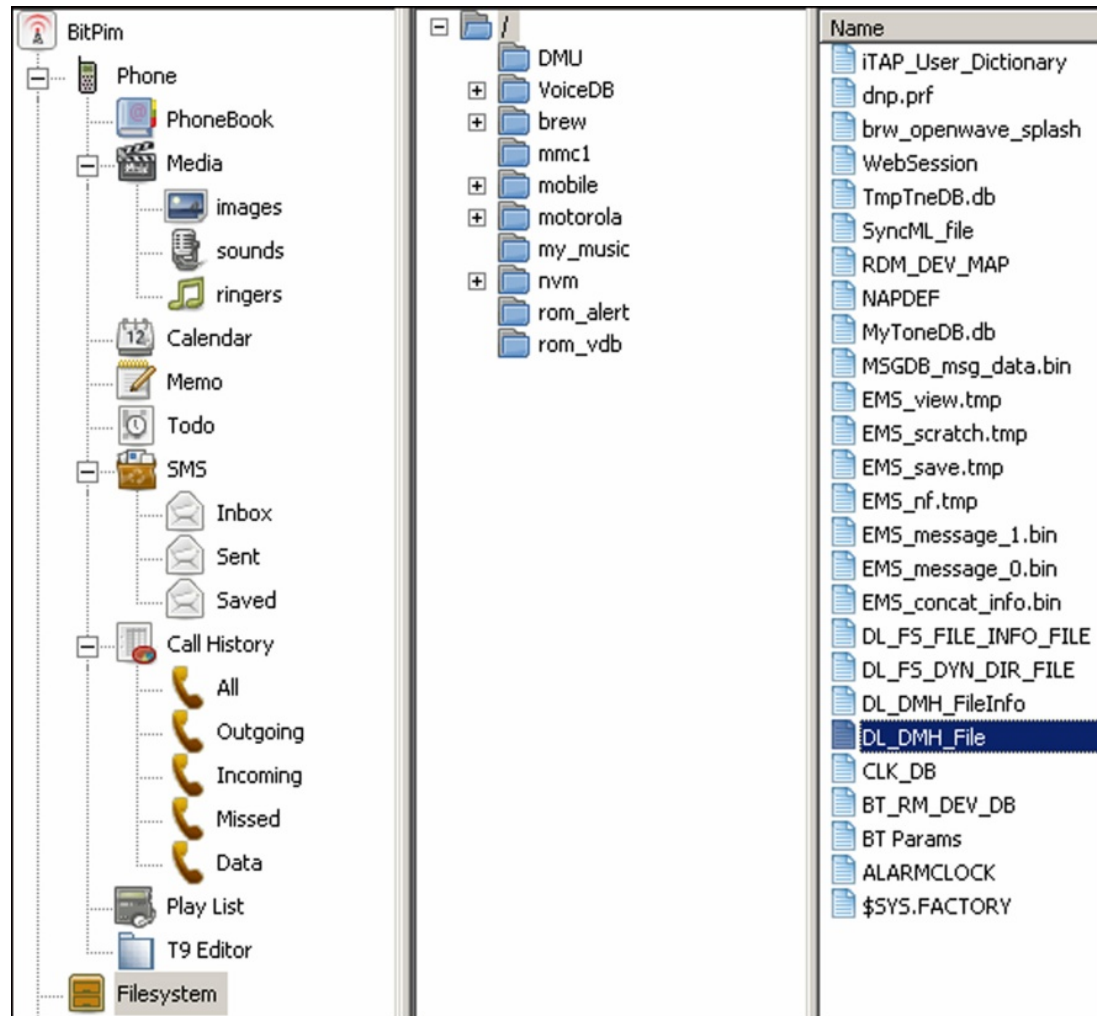 BitPim
Phone
PhoneBook
Media
images
sounds
ringers
Calendar
12
Memo
Todo
SMS
Inbox
Sent
Saved
Call History
All
Outgoing
Incoming
Missed
Data
Play List
T9 Editor
Filesystem
/
DMU
VoiceDB
brew
mmc1
mobile
motorola
my_music
nvm
rom_alert
rom_vdb
Name
iTAP_User_Dictionary
dnp.prf
brw_openwave_splash
WebSession
TmpTneDB.db
SyncML_file
RDM_DEV_MAP
NAPDEF
MyToneDB.db
MSGDB_msg_data.bin
EMS_view.tmp
EMS_scratch.tmp
EMS_save.tmp
EMS_nf.tmp
EMS_message_1.bin
EMS_message_0.bin
EMS_concat_info.bin
DL_FS_FILE_INFO_FILE
DL_FS_DYN_DIR_FILE
DL_DMH_FileInfo
DL_DMH_File
CLK_DB
BT_RM_DEV_DB
BT Params
ALARMCLOCK
$SYS.FACTORY